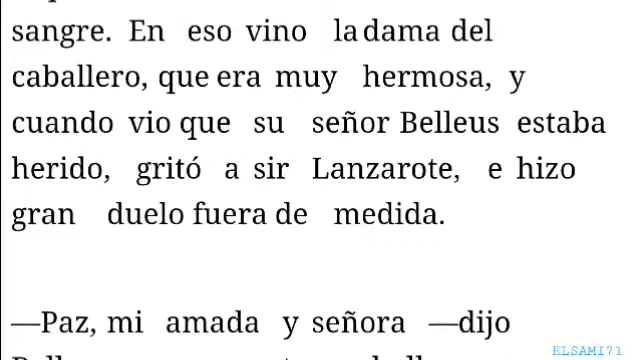 sangre. En eso vino la dama del
caballero, que era muy hermosa, y
cuando vio que su señor Belleus estaba
herido, gritó a sir Lanzarote, e hizo
gran duelo fuera de medida.
—Paz, mi amada y señora —dijo
ELSAMI71